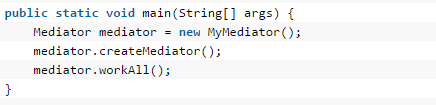 public static void main(String[] args) {
    Mediator mediator = new MyMediator();
    mediator.createMediator();
    mediator.workAll();
}